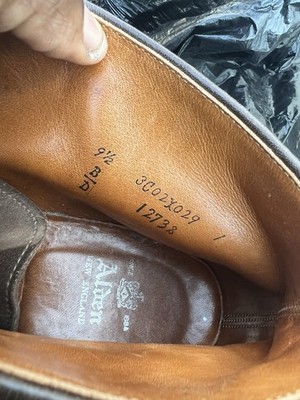 9½
D/B
3C02X029 /
12738
Alden
NEW ENGLAND